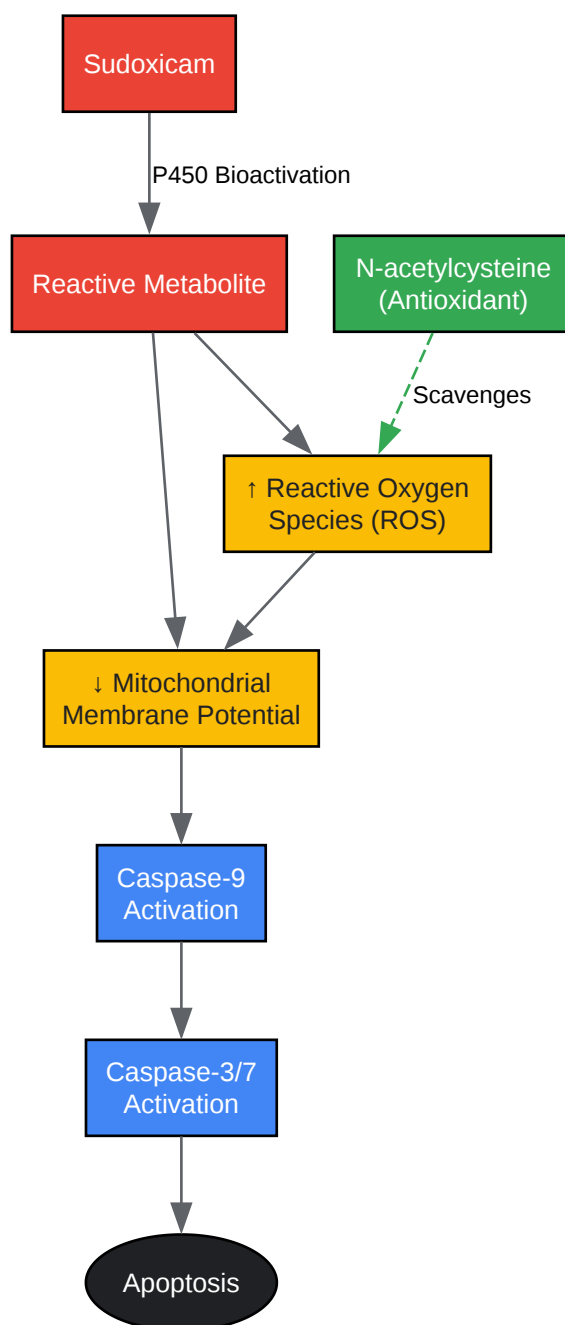 Sudoxicam
P450 Bioactivation
Reactive Metabolite
N-acetylcysteine
(Antioxidant)
Scavenges
↑ Reactive Oxygen
Species (ROS)
↓ Mitochondrial
Membrane Potential
Caspase-9
Activation
Caspase-3/7
Activation
Apoptosis